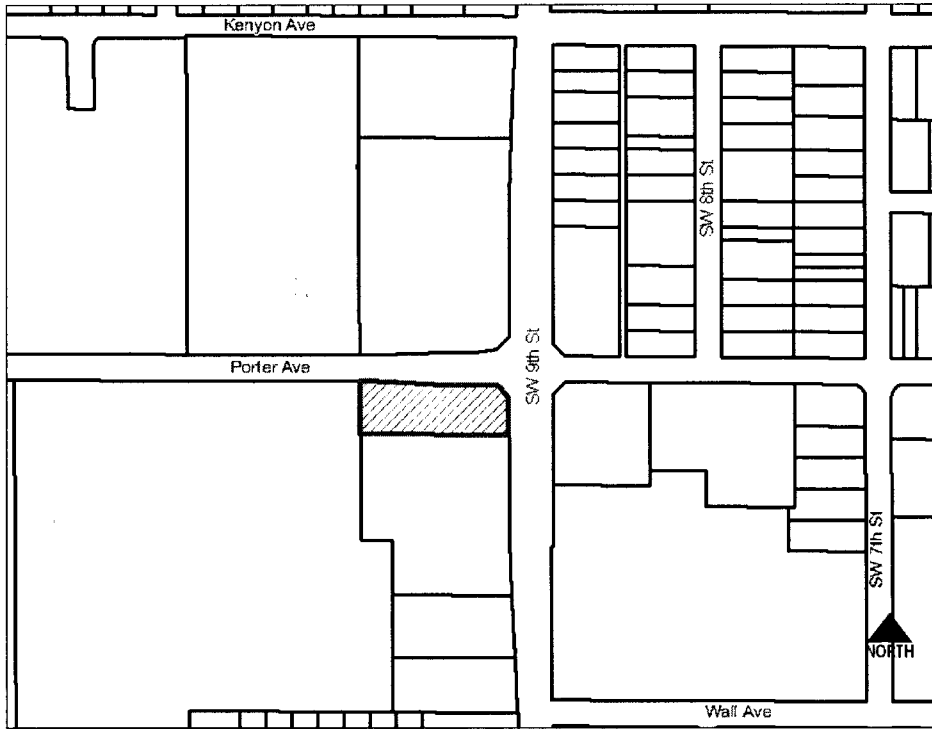 Kenyon Ave
SW 8th St
SW 9th St
Porter Ave
SW 7th St
NORTH
Wall Ave